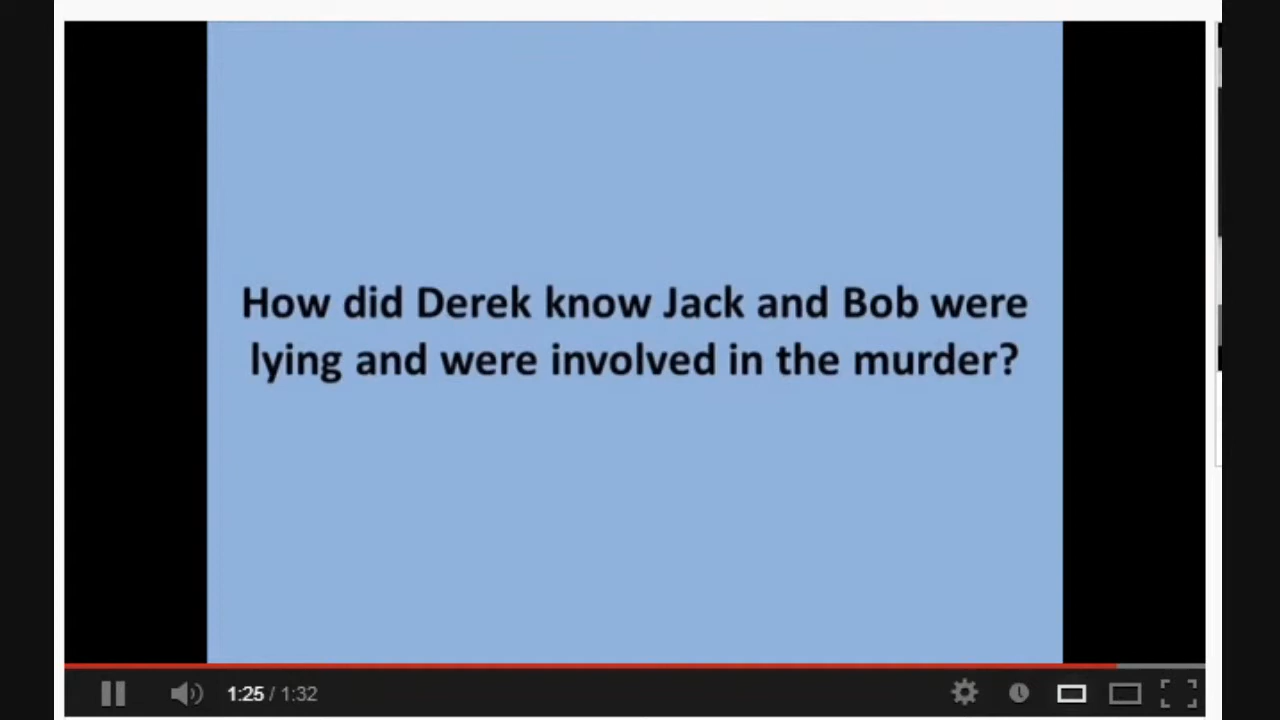 How did Derek know Jack and Bob were
lying and were involved in the murder?
1:25 / 1:32